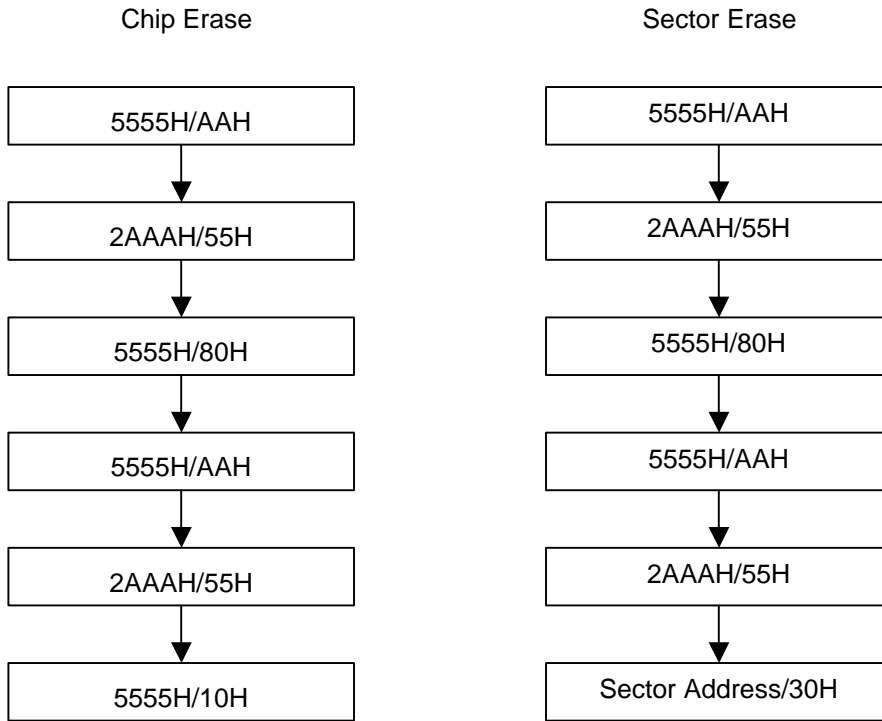 Chip Erase
5555H/AAH
2AAAH/55H
5555H/80H
5555H/AAH
2AAAH/55H
5555H/10H
Sector Erase
5555H/AAH
2AAAH/55H
5555H/80H
5555H/AAH
2AAAH/55H
Sector Address/30H